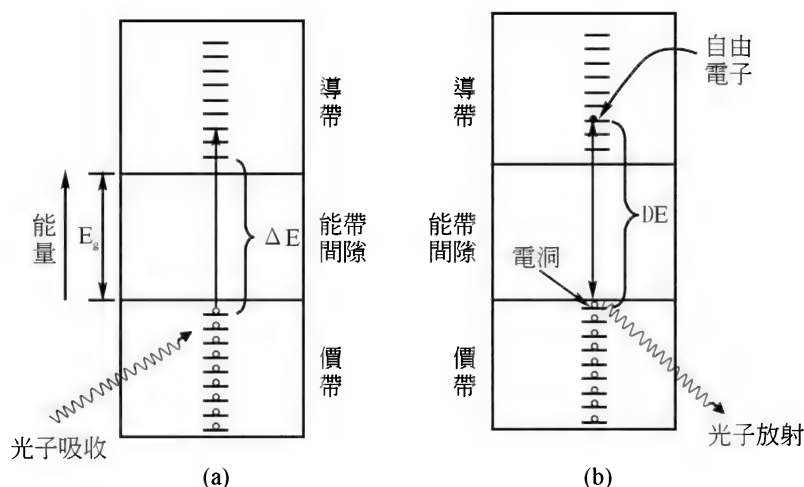 導
帶
能
量
E_g
能帶
間隙
ΔE
價
帶
光子吸收
(a)
自由
電子
導
帶
能帶
間隙
DE
電洞
價
帶
光子放射
(b)